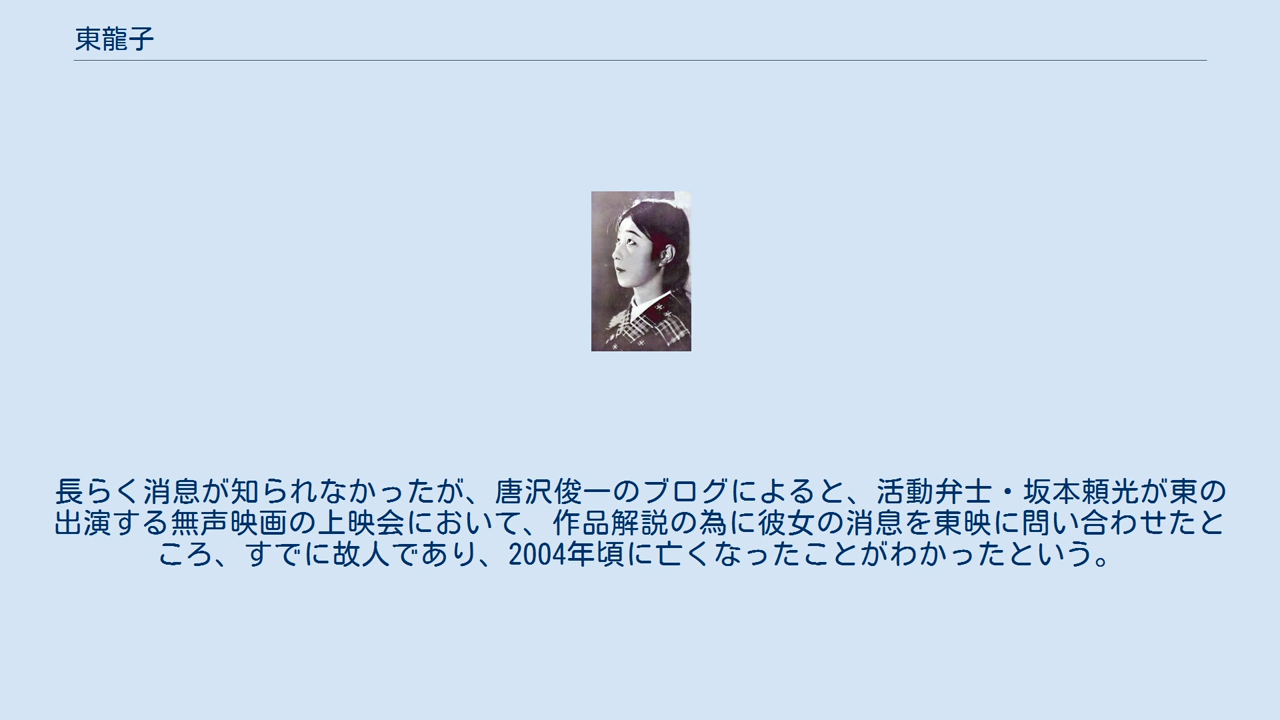 東龍子
長らく消息が知られなかったが、唐沢俊一のブログによると、活動弁士・坂本頼光が東の
出演する無声映画の上映会において、作品解説の為に彼女の消息を東映に問い合わせたと
ころ、すでに故人であり、2004年頃に亡くなったことがわかったという。